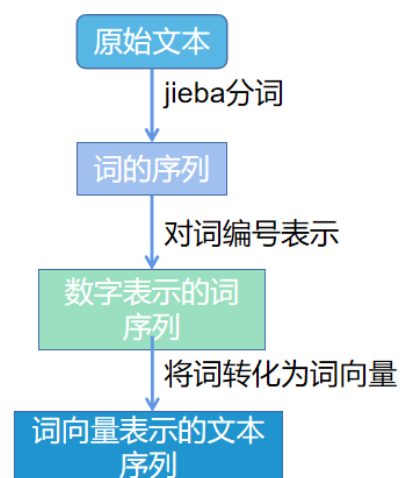 原始文本
jieba分词
词的序列
对词编号表示
数字表示的词
序列
将词转化为词向量
词向量表示的文本
序列